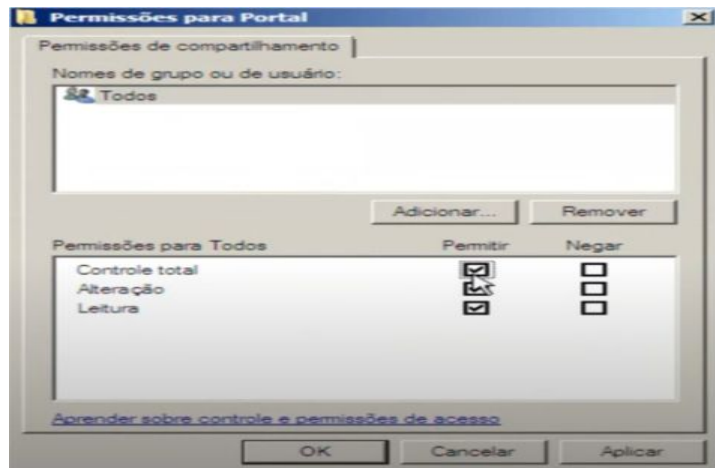 Permissões para Portal
Permissões de compartilhamento
Nomes de grupo ou de usuário:
Todos
Adicionar... Remover
Permissões para Todos Permitir Negar
Controle total
Alteração
Leitura
Aprender sobre controle e permissões de acesso
OK Cancelar Aplicar